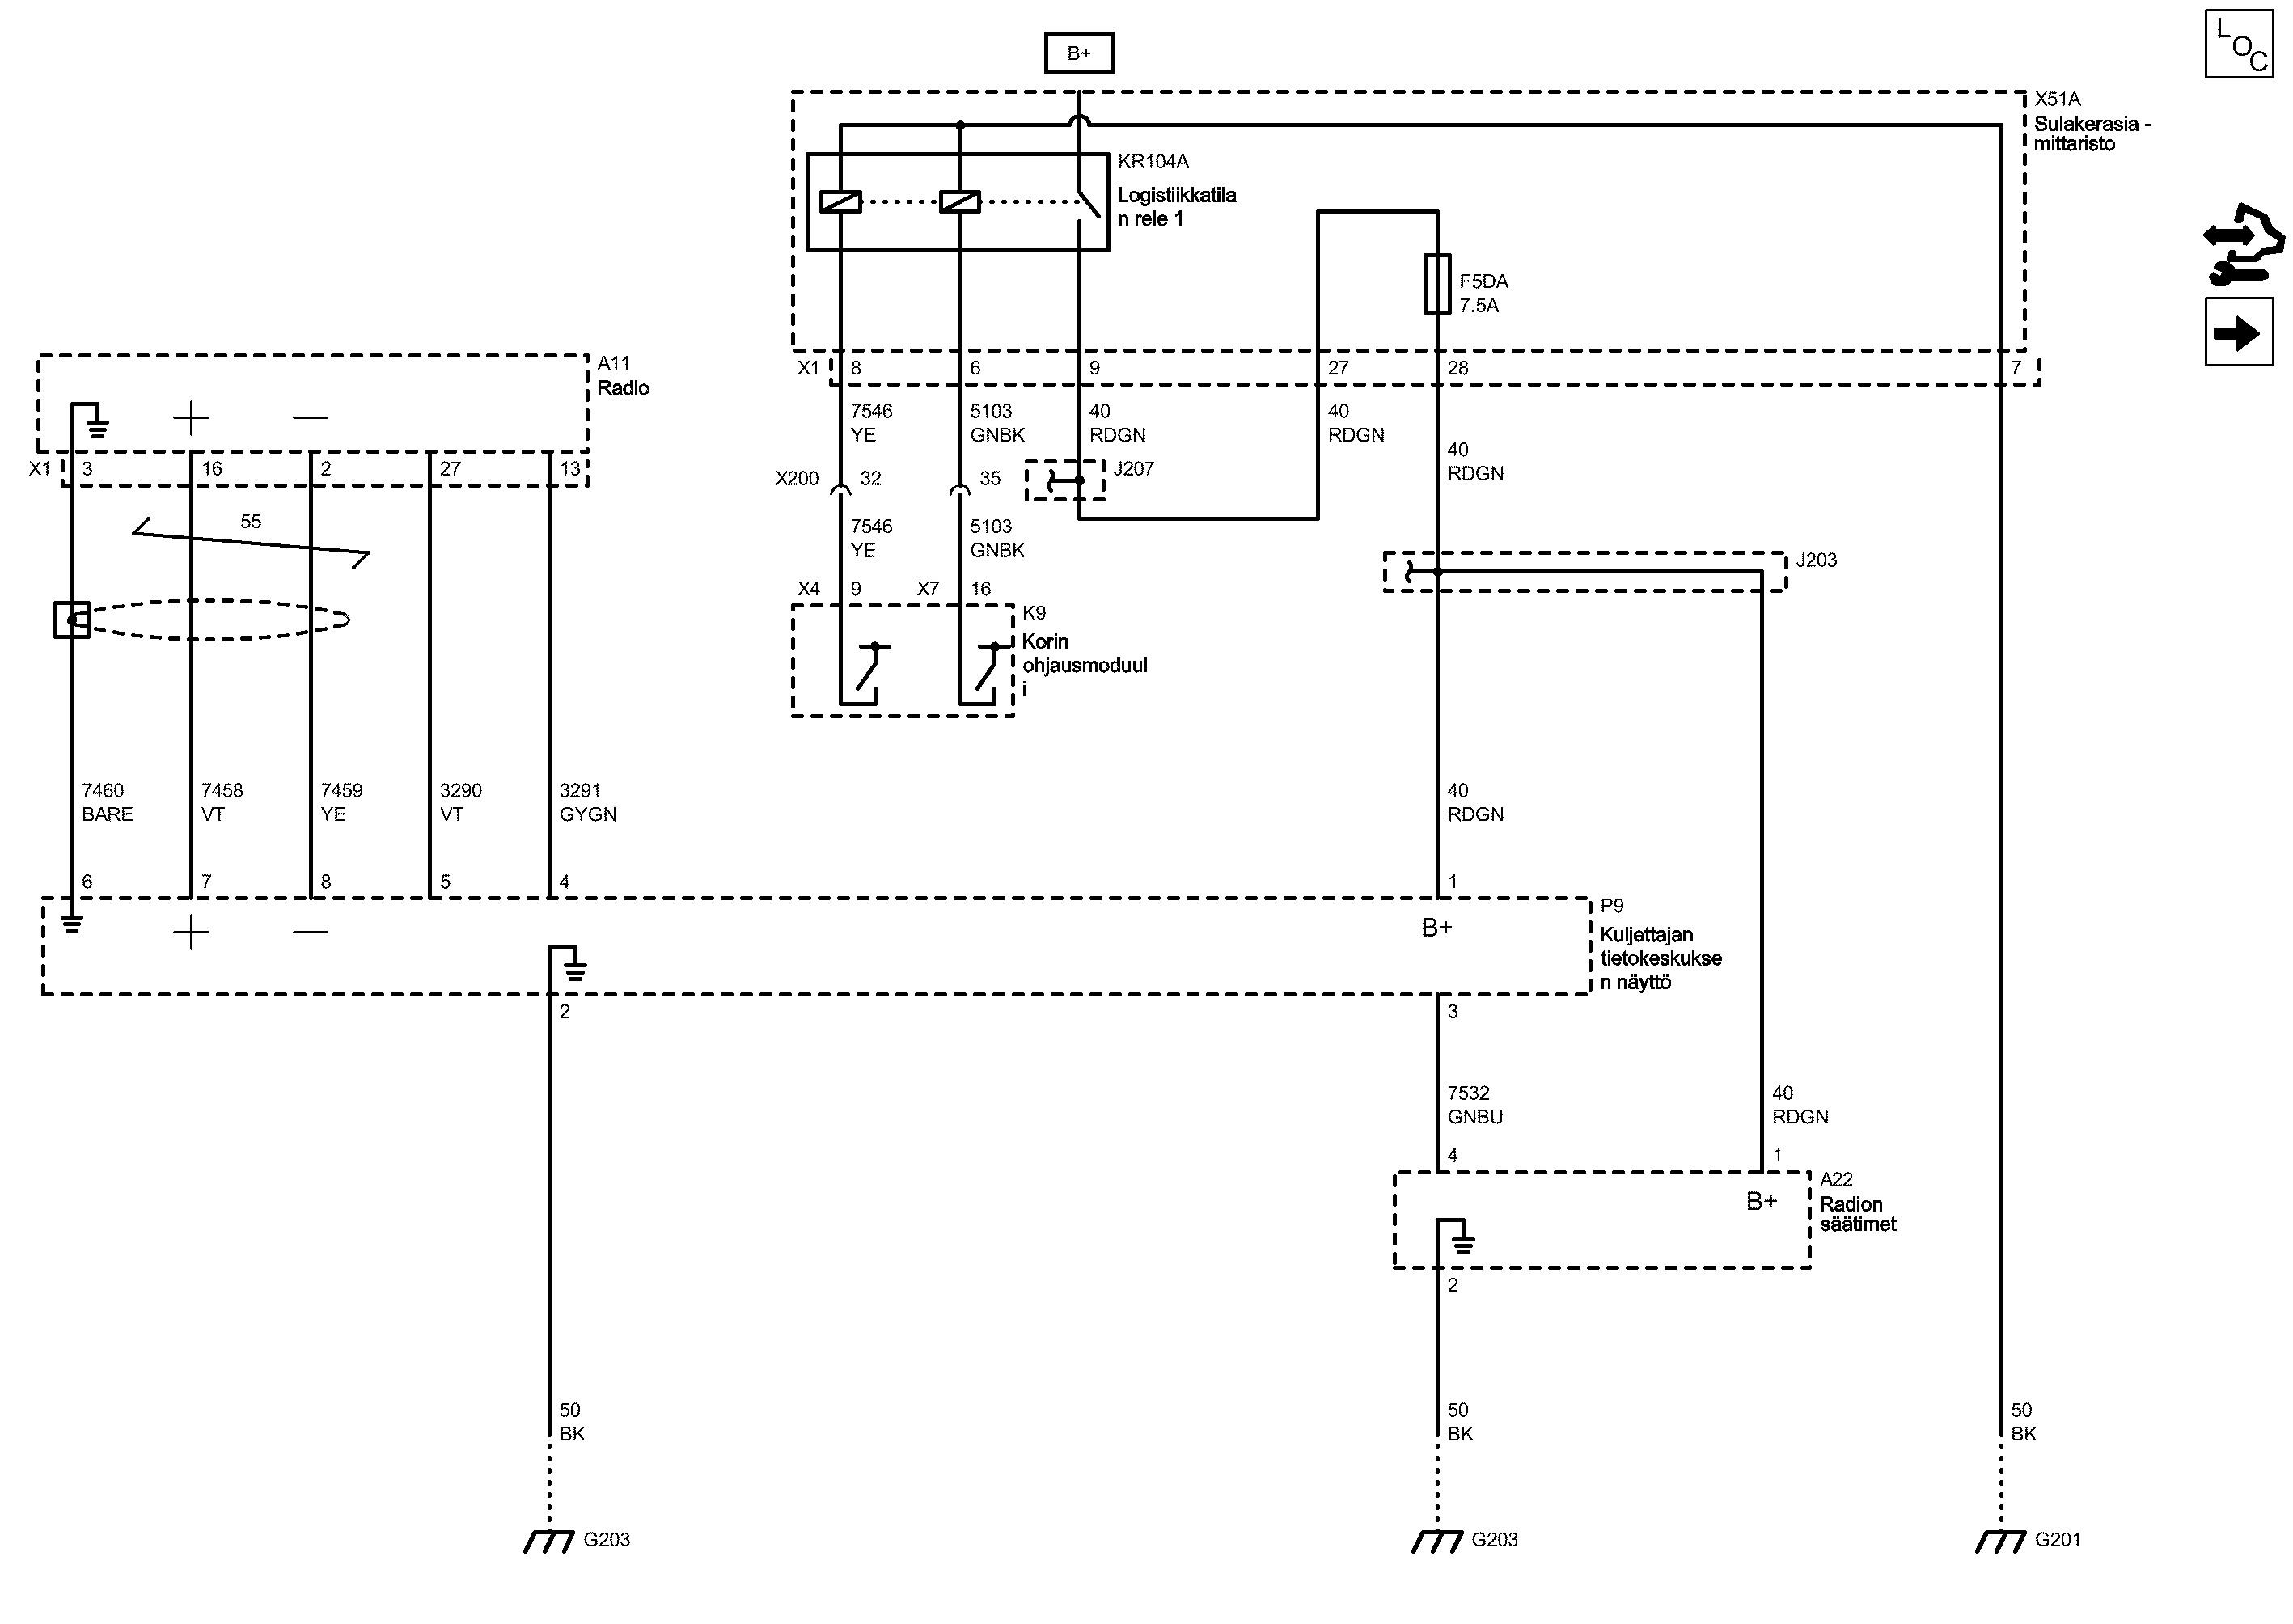 L
O
C
B+
X51A
Sulakerasia -
mittaristo
KR104A
Logistiikkatila
n rele 1
F5DA
7.5A
X1 8 6 9 27 28 7
7546
YE
5103
GNBK
40
RDGN
40
RDGN
40
RDGN
X200 32 35 J207
7546
YE
5103
GNBK
X4 9 X7 16
K9
Korin
ohjausmoduul
i
J203
A11
Radio
X1 3 16 2 27 13
55
7460
BARE
7458
VT
7459
YE
3290
VT
3291
GYGN
40
RDGN
6 7 8 5 4 1
B+
P9
Kuljettajan
tietokeskukse
n näyttö
2 3
7532
GNBU
40
RDGN
4 1
B+
A22
Radion
säätimet
2
50
BK
50
BK
50
BK
G203 G203 G201